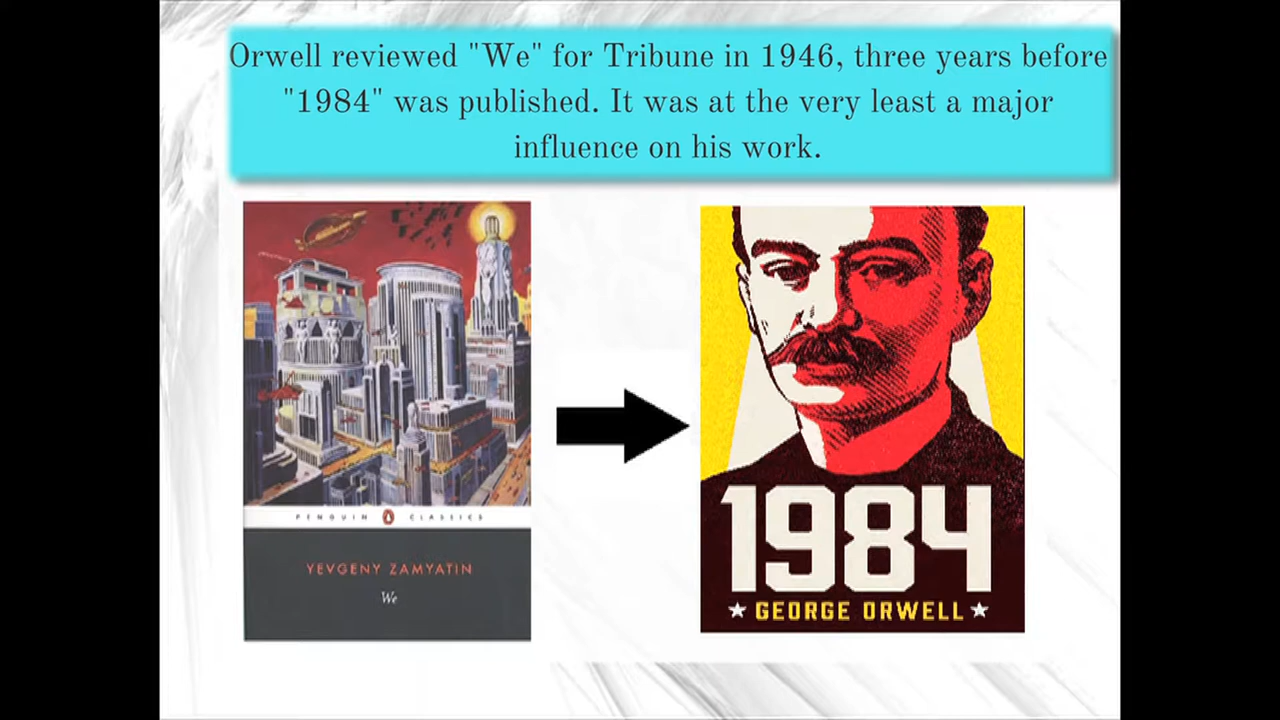 Orwell reviewed "We" for Tribune in 1946, three years before
"1984" was published. It was at the very least a major
influence on his work.
PENGUIN CLASSICS
YEVGENY ZAMYATIN
We
1984
GEORGE ORWELL